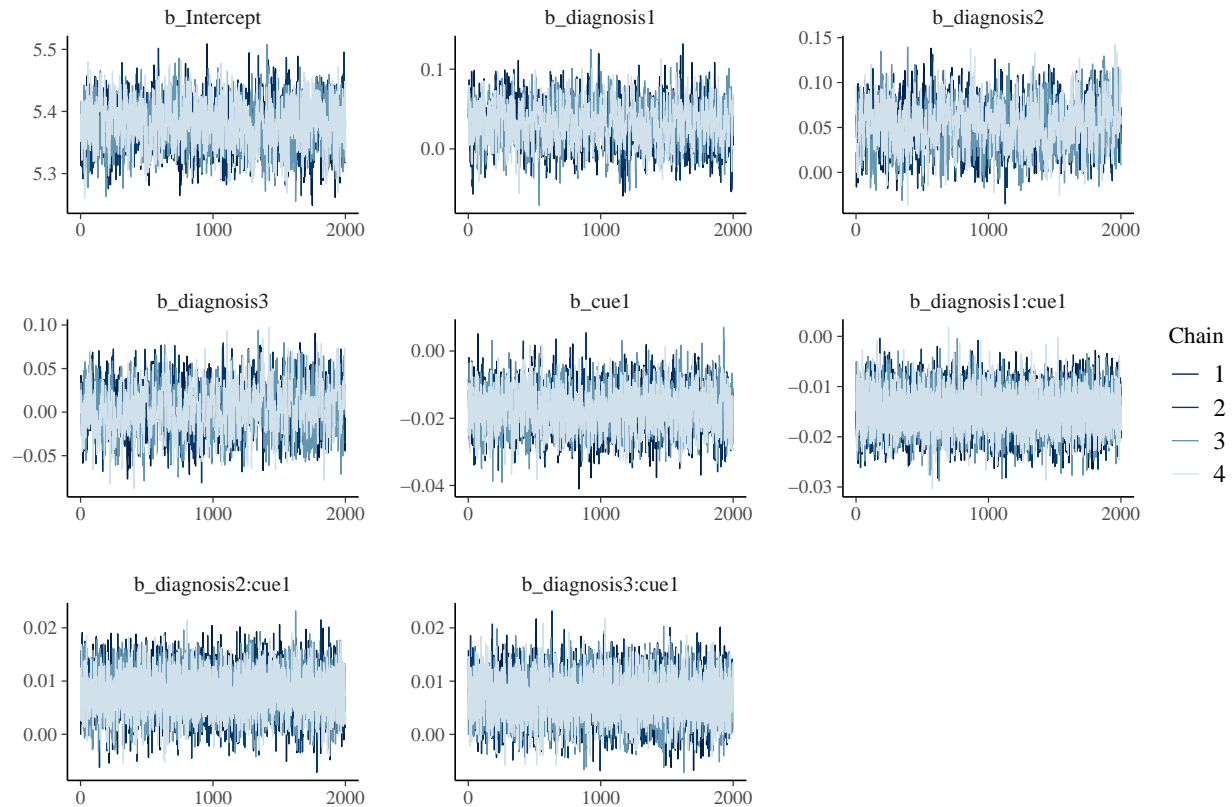 b_Intercept
5.5
5.4
5.3
0 1000 2000
b_diagnosis1
0.1
0.0
0 1000 2000
b_diagnosis2
0.15
0.10
0.05
0.00
0 1000 2000
b_diagnosis3
0.10
0.05
0.00
−0.05
0 1000 2000
b_cue1
0.00
−0.02
−0.04
0 1000 2000
b_diagnosis1:cue1
0.00
−0.01
−0.02
−0.03
0 1000 2000
b_diagnosis2:cue1
0.02
0.01
0.00
0 1000 2000
b_diagnosis3:cue1
0.02
0.01
0.00
0 1000 2000
Chain
1
2
3
4